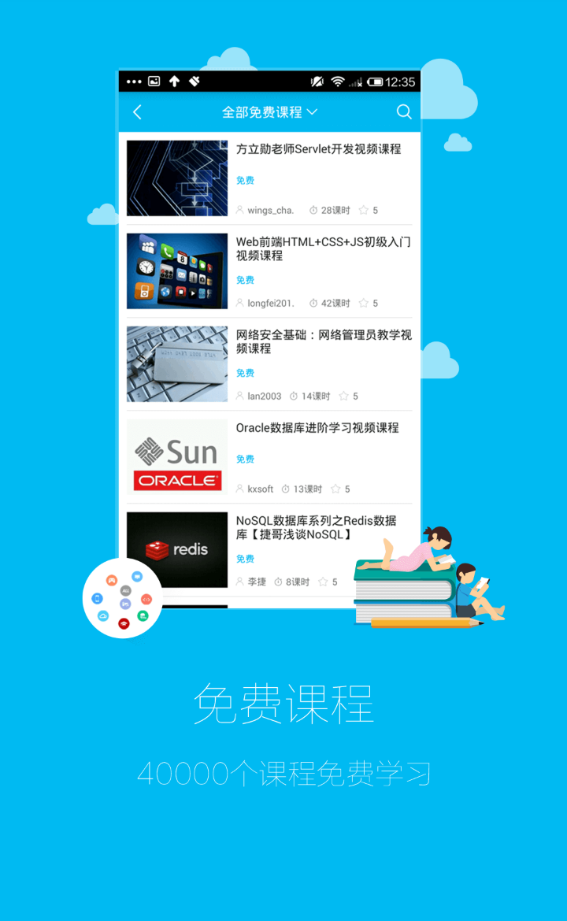 12:35
全部免费课程
方立勋老师Servlet开发视频课程
免费
wings_cha. 28课时 5
Web前端HTML+CSS+JS初级入门
视频课程
免费
longfei201. 42课时 5
网络安全基础：网络管理员教学视
频课程
免费
lan2003 14课时 5
Sun
ORACLE
Oracle数据库进阶学习视频课程
免费
kxsoft 13课时 5
redis
NoSQL数据库系列之Redis数据
库【捷哥浅谈NoSQL】
免费
李捷 8课时 5
免费课程
40000个课程免费学习